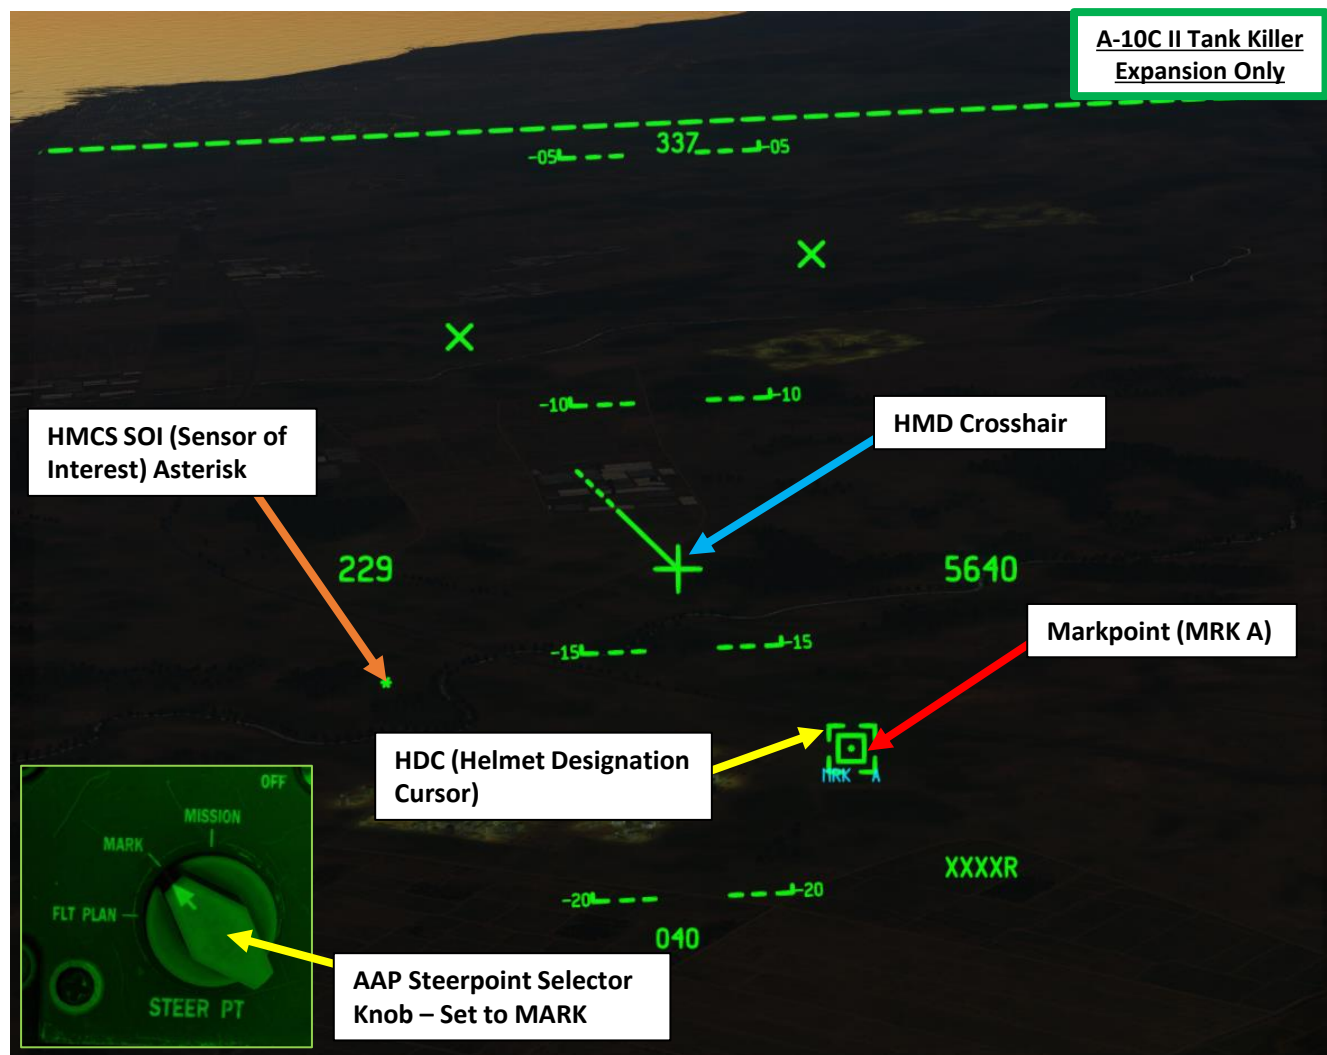 A-10C II Tank Killer
Expansion Only
337
-05 -05
-10 -10
HMCS SOI (Sensor of
Interest) Asterisk
HMD Crosshair
229
5640
Markpoint (MRK A)
-15 -15
*
HDC (Helmet Designation
Cursor)
MRK A
OFF
MISSION
MARK
FLT PLAN
STEER PT
XXXXR
-20 -20
040
AAP Steerpoint Selector
Knob – Set to MARK